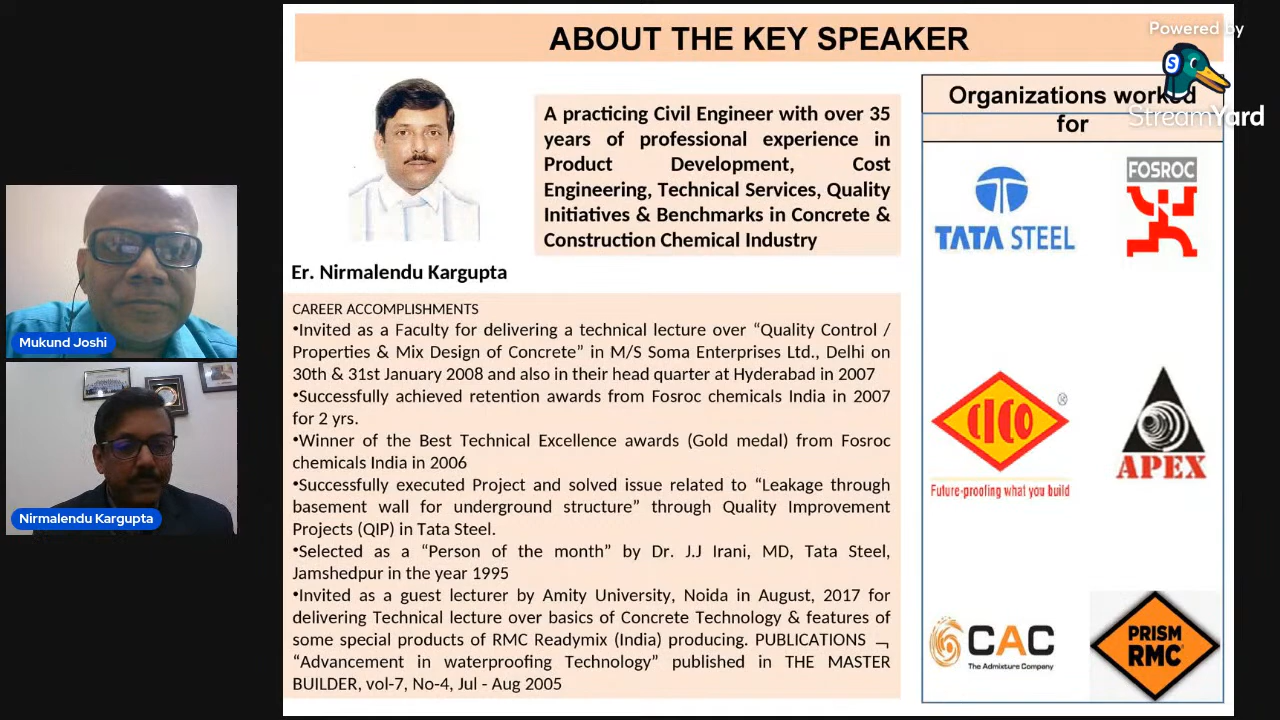 ABOUT THE KEY SPEAKER
Powered by
StreamYard
A practicing Civil Engineer with over 35
years of professional experience in
Product Development, Cost
Engineering, Technical Services, Quality
Initiatives & Benchmarks in Concrete &
Construction Chemical Industry
Er. Nirmalendu Kargupta
CAREER ACCOMPLISHMENTS
•Invited as a Faculty for delivering a technical lecture over “Quality Control /
Properties & Mix Design of Concrete” in M/S Soma Enterprises Ltd., Delhi on
30th & 31st January 2008 and also in their head quarter at Hyderabad in 2007
•Successfully achieved retention awards from Fosroc chemicals India in 2007
for 2 yrs.
•Winner of the Best Technical Excellence awards (Gold medal) from Fosroc
chemicals India in 2006
•Successfully executed Project and solved issue related to “Leakage through
basement wall for underground structure” through Quality Improvement
Projects (QIP) in Tata Steel.
•Selected as a “Person of the month” by Dr. J.J Irani, MD, Tata Steel,
Jamshedpur in the year 1995
•Invited as a guest lecturer by Amity University, Noida in August, 2017 for
delivering Technical lecture over basics of Concrete Technology & features of
some special products of RMC Readymix (India) producing. PUBLICATIONS ¬
“Advancement in waterproofing Technology” published in THE MASTER
BUILDER, vol-7, No-4, Jul - Aug 2005
Organizations worked
for
TATA STEEL
FOSROC
CICO
®
Future-proofing what you build
APEX
CAC
The Admixture Company
PRISM
RMC
Mukund Joshi
Nirmalendu Kargupta